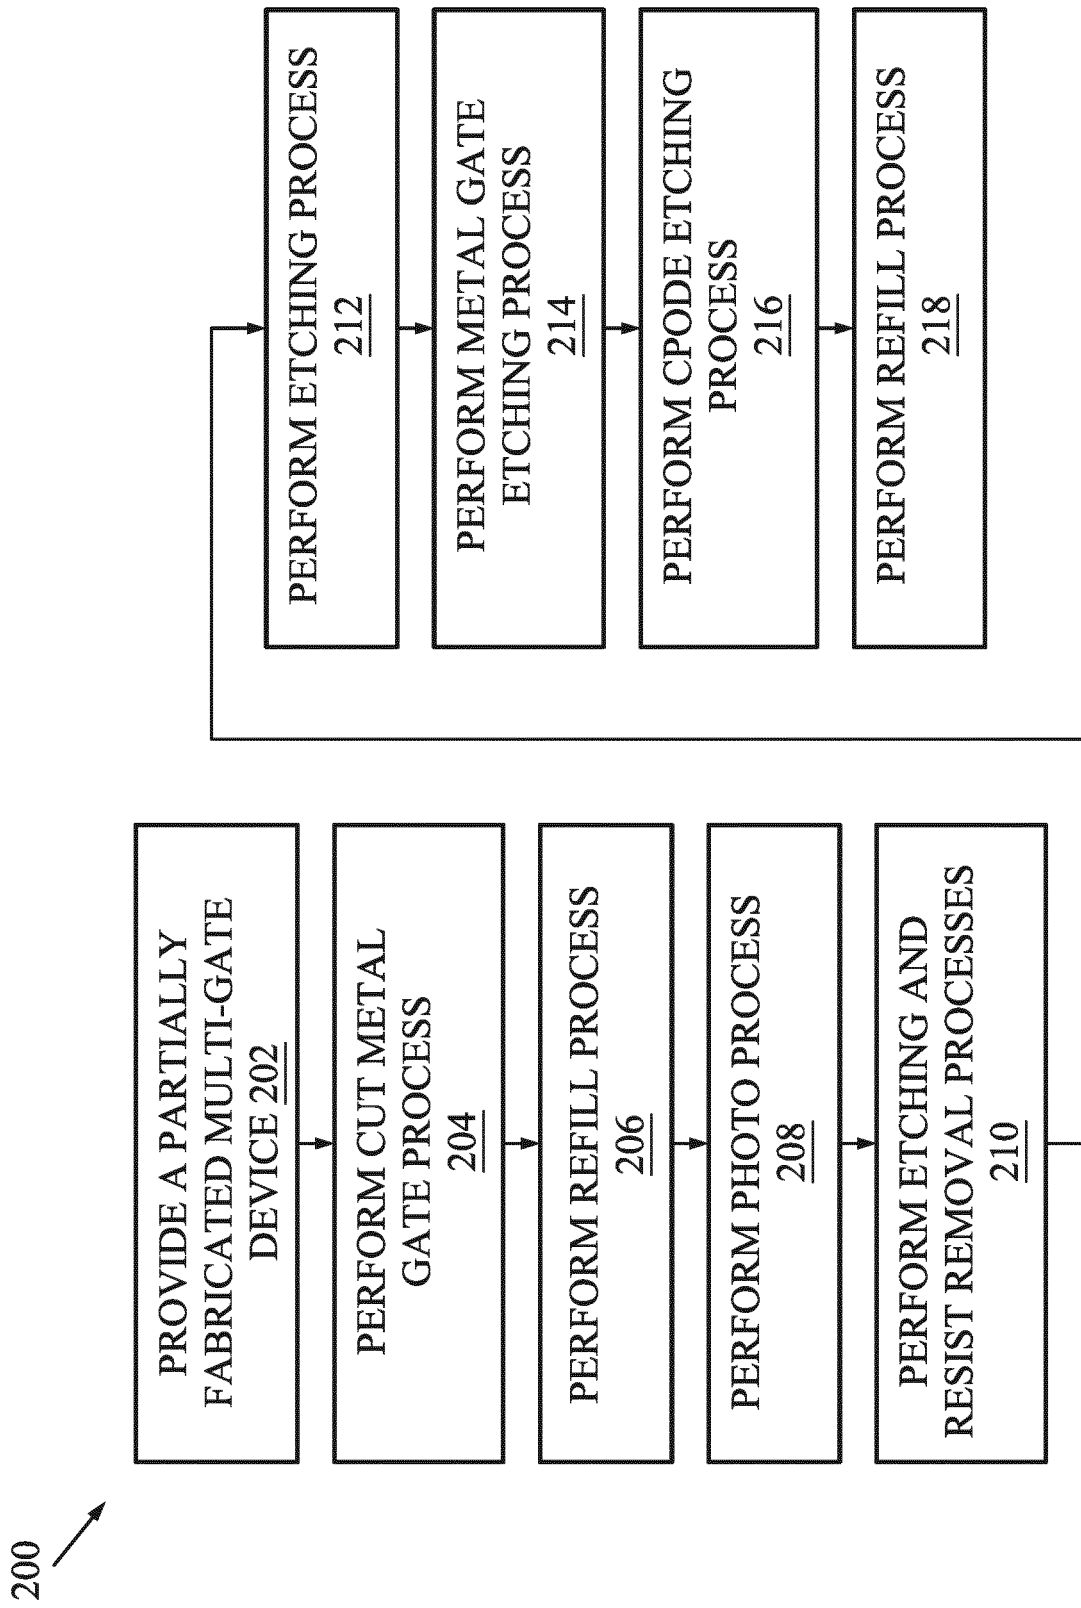 200
PROVIDE A PARTIALLY
FABRICATED MULTI-GATE
DEVICE 202
PERFORM CUT METAL
GATE PROCESS
204
PERFORM REFILL PROCESS
206
PERFORM PHOTO PROCESS
208
PERFORM ETCHING AND
RESIST REMOVAL PROCESSES
210
PERFORM ETCHING PROCESS
212
PERFORM METAL GATE
ETCHING PROCESS
214
PERFORM CPODE ETCHING
PROCESS
216
PERFORM REFILL PROCESS
218